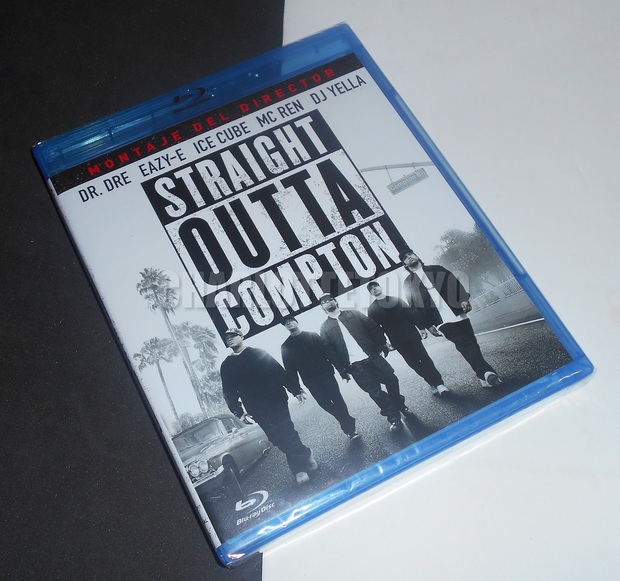 MONTAJE DEL DIRECTOR
DR. DRE EAZY-E ICE CUBE MC REN DJ YELLA
STRAIGHT
OUTTA
COMPTON
Blu-ray Disc